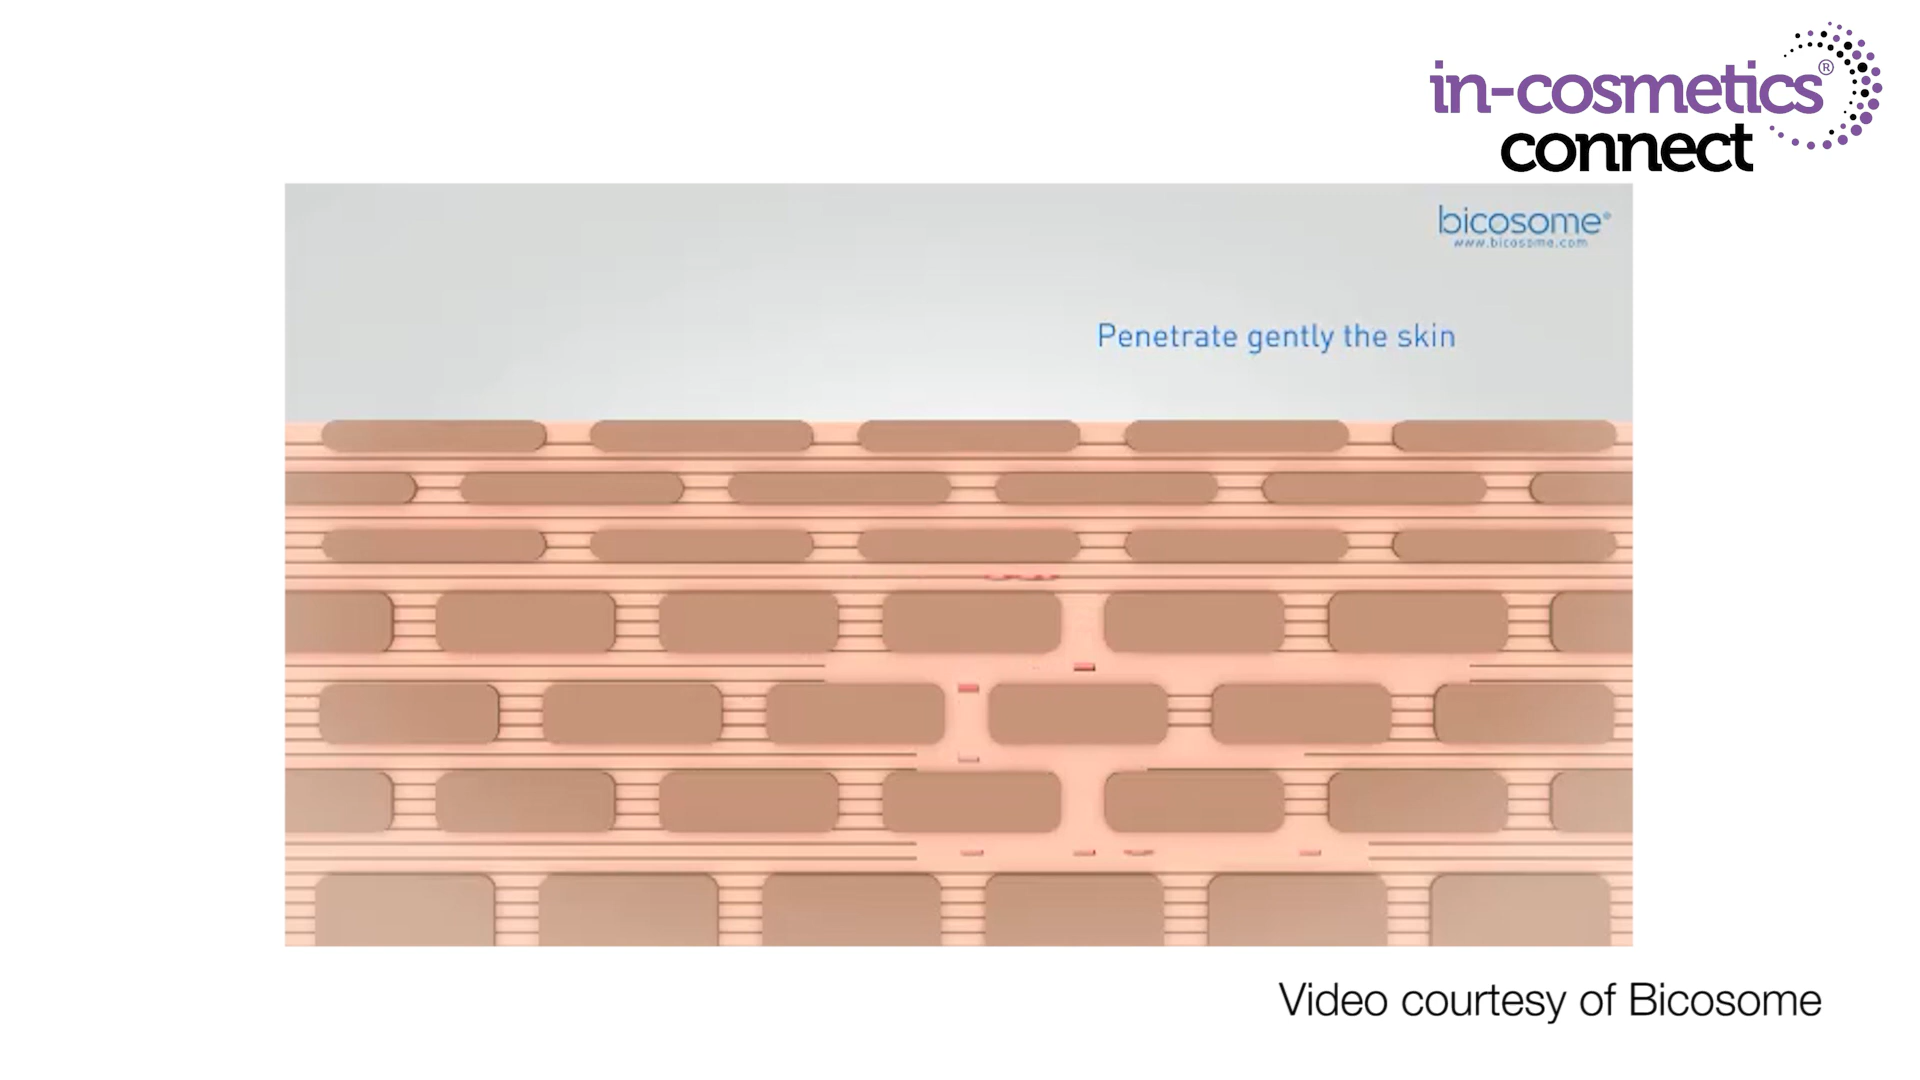 in-cosmetics®
connect
bicosome®
www.bicosome.com
Penetrate gently the skin
Video courtesy of Bicosome